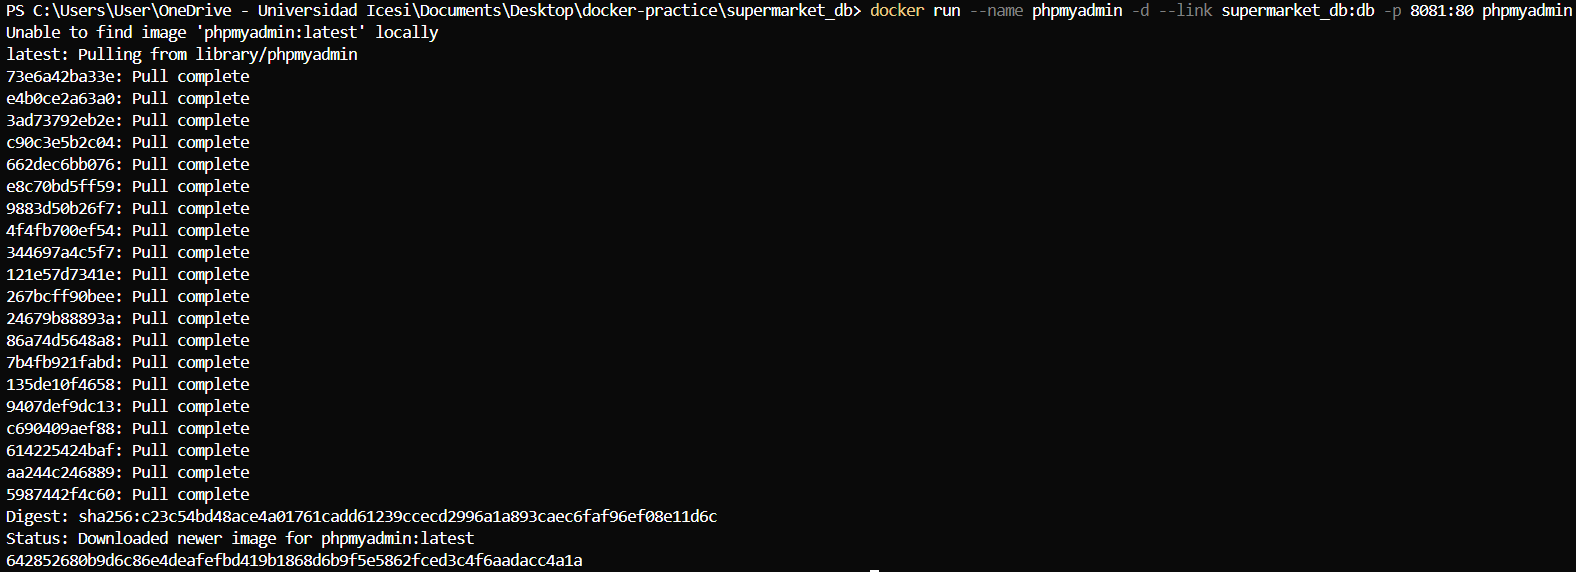 PS C:\Users\User\OneDrive - Universidad Icesi\Documents\Desktop\docker-practice\supermarket_db> docker run --name phpmyadmin -d --link supermarket_db:db -p 8081:80 phpmyadmin
Unable to find image 'phpmyadmin:latest' locally
latest: Pulling from library/phpmyadmin
73e6a42ba33e: Pull complete
e4b0ce2a63a0: Pull complete
3ad73792eb2e: Pull complete
c90c3e5b2c04: Pull complete
662dec6bb076: Pull complete
e8c70bd5ff59: Pull complete
9883d50b26f7: Pull complete
4f4fb700ef54: Pull complete
344697a4c5f7: Pull complete
121e57d7341e: Pull complete
267bcff90bee: Pull complete
24679b88893a: Pull complete
86a74d5648a8: Pull complete
7b4fb921fabd: Pull complete
135de10f4658: Pull complete
9407def9dc13: Pull complete
c690409aef88: Pull complete
614225424baf: Pull complete
aa244c246889: Pull complete
5987442f4c60: Pull complete
Digest: sha256:c23c54bd48ace4a01761cadd61239ccecd2996a1a893caec6faf96ef08e11d6c
Status: Downloaded newer image for phpmyadmin:latest
642852680b9d6c86e4deafefbd419b1868d6b9f5e5862fced3c4f6aadacc4a1a